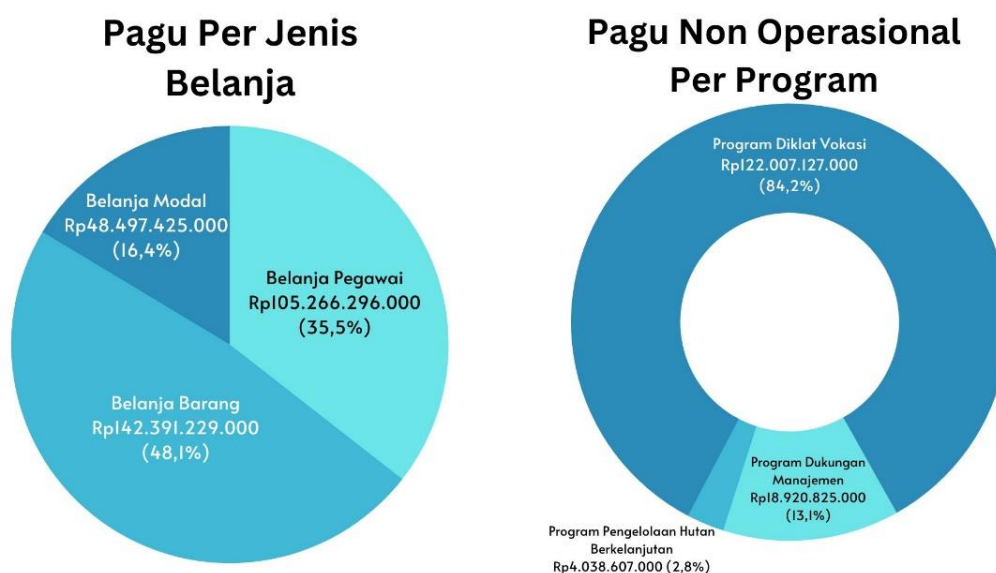 Pagu Per Jenis
Belanja
Belanja Modal
Rp48.497.425.000
(16,4%)
Belanja Pegawai
Rp105.266.296.000
(35,5%)
Belanja Barang
Rp142.391.229.000
(48,1%)
Pagu Non Operasional
Per Program
Program Diklat Vokasi
Rp122.007.127.000
(84,2%)
Program Dukungan
Manajemen
Rp18.920.825.000
(13,1%)
Program Pengelolaan Hutan
Berkelanjutan
Rp4.038.607.000 (2,8%)